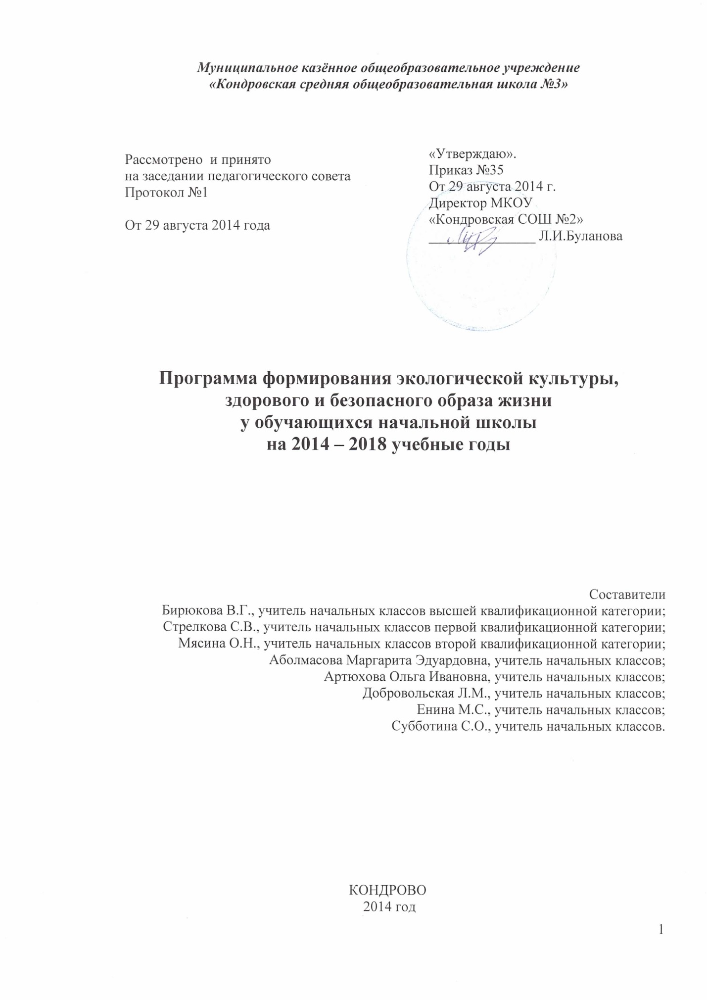 Муниципальное казённое общеобразовательное учреждение
«Кондровская средняя общеобразовательная школа №3»
Рассмотрено и принято
на заседании педагогического совета
Протокол №1
От 29 августа 2014 года
«Утверждаю».
Приказ №35
От 29 августа 2014 г.
Директор МКОУ
«Кондровская СОШ №2»
_______________ Л.И.Буланова
Программа формирования экологической культуры,
здорового и безопасного образа жизни
у обучающихся начальной школы
на 2014 – 2018 учебные годы
Составители
Бирюкова В.Г., учитель начальных классов высшей квалификационной категории;
Стрелкова С.В., учитель начальных классов первой квалификационной категории;
Мясина О.Н., учитель начальных классов второй квалификационной категории;
Аболмасова Маргарита Эдуардовна, учитель начальных классов;
Артюхова Ольга Ивановна, учитель начальных классов;
Добровольская Л.М., учитель начальных классов;
Енина М.С., учитель начальных классов;
Субботина С.О., учитель начальных классов.
КОНДРОВО
2014 год
1